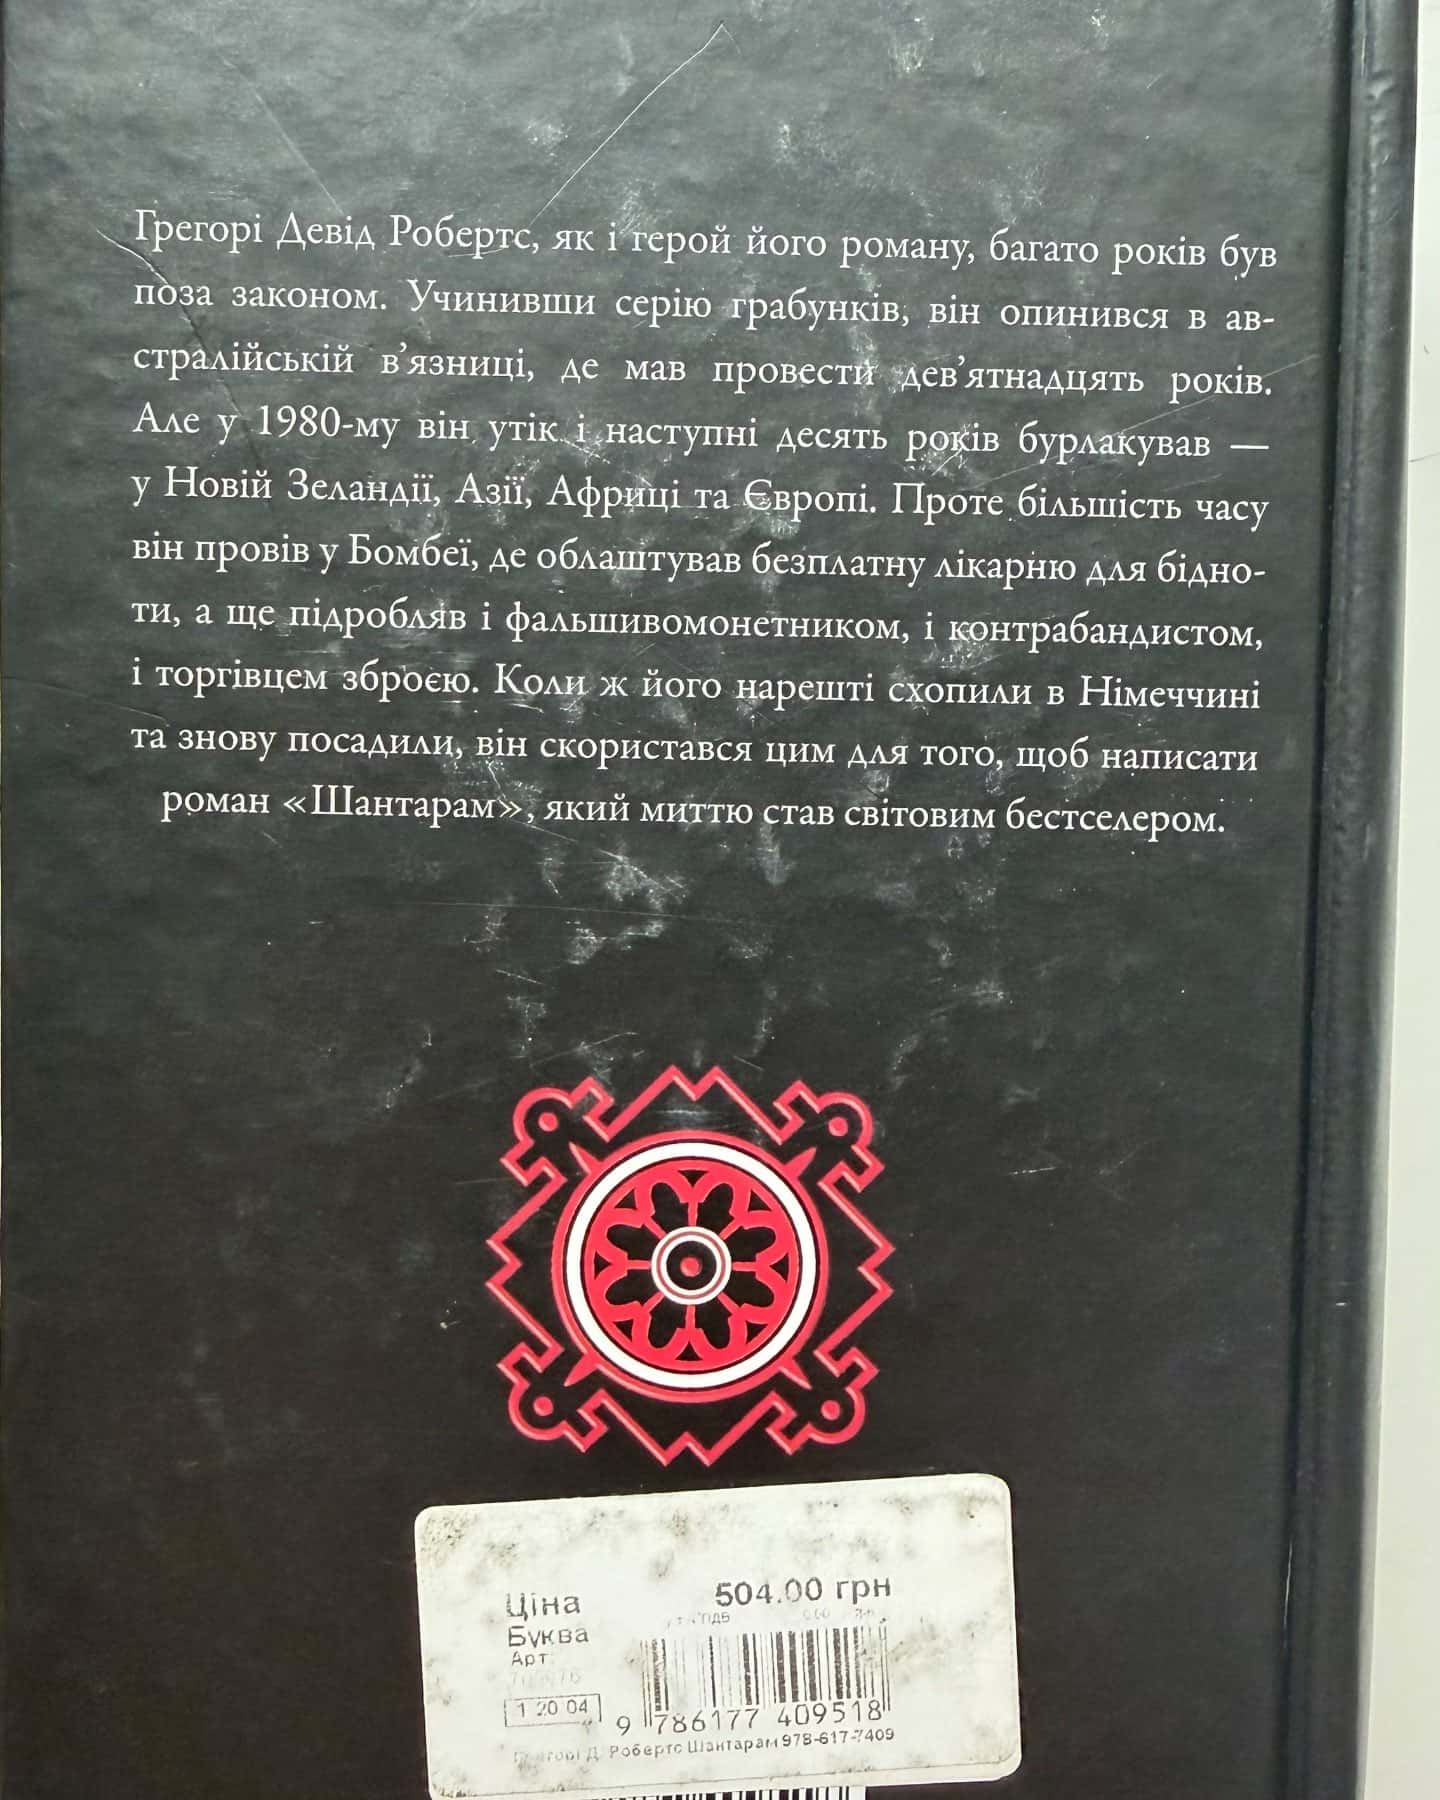 Грегорі Девід Робертс, як і герой його роману, багато років був
поза законом. Учинивши серію грабунків, він опинився в ав-
стралійській в’язниці, де мав провести дев’ятнадцять років.
Але у 1980-му він утік і наступні десять років бурлакував —
у Новій Зеландії, Азії, Африці та Європі. Проте більшість часу
він провів у Бомбеї, де облаштував безплатну лікарню для бідно-
ти, а ще підробляв і фальшивомонетником, і контрабандистом,
і торгівцем зброєю. Коли ж його нарешті схопили в Німеччині
та знову посадили, він скористався цим для того, щоб написати
роман «Шантарам», який миттю став світовим бестселером.
Ціна 504.00 грн
Буква ПДВ
Арт
1 20 04
9 786177 409518
Грегорі Д. Робертс Шантарам 978-617-7409